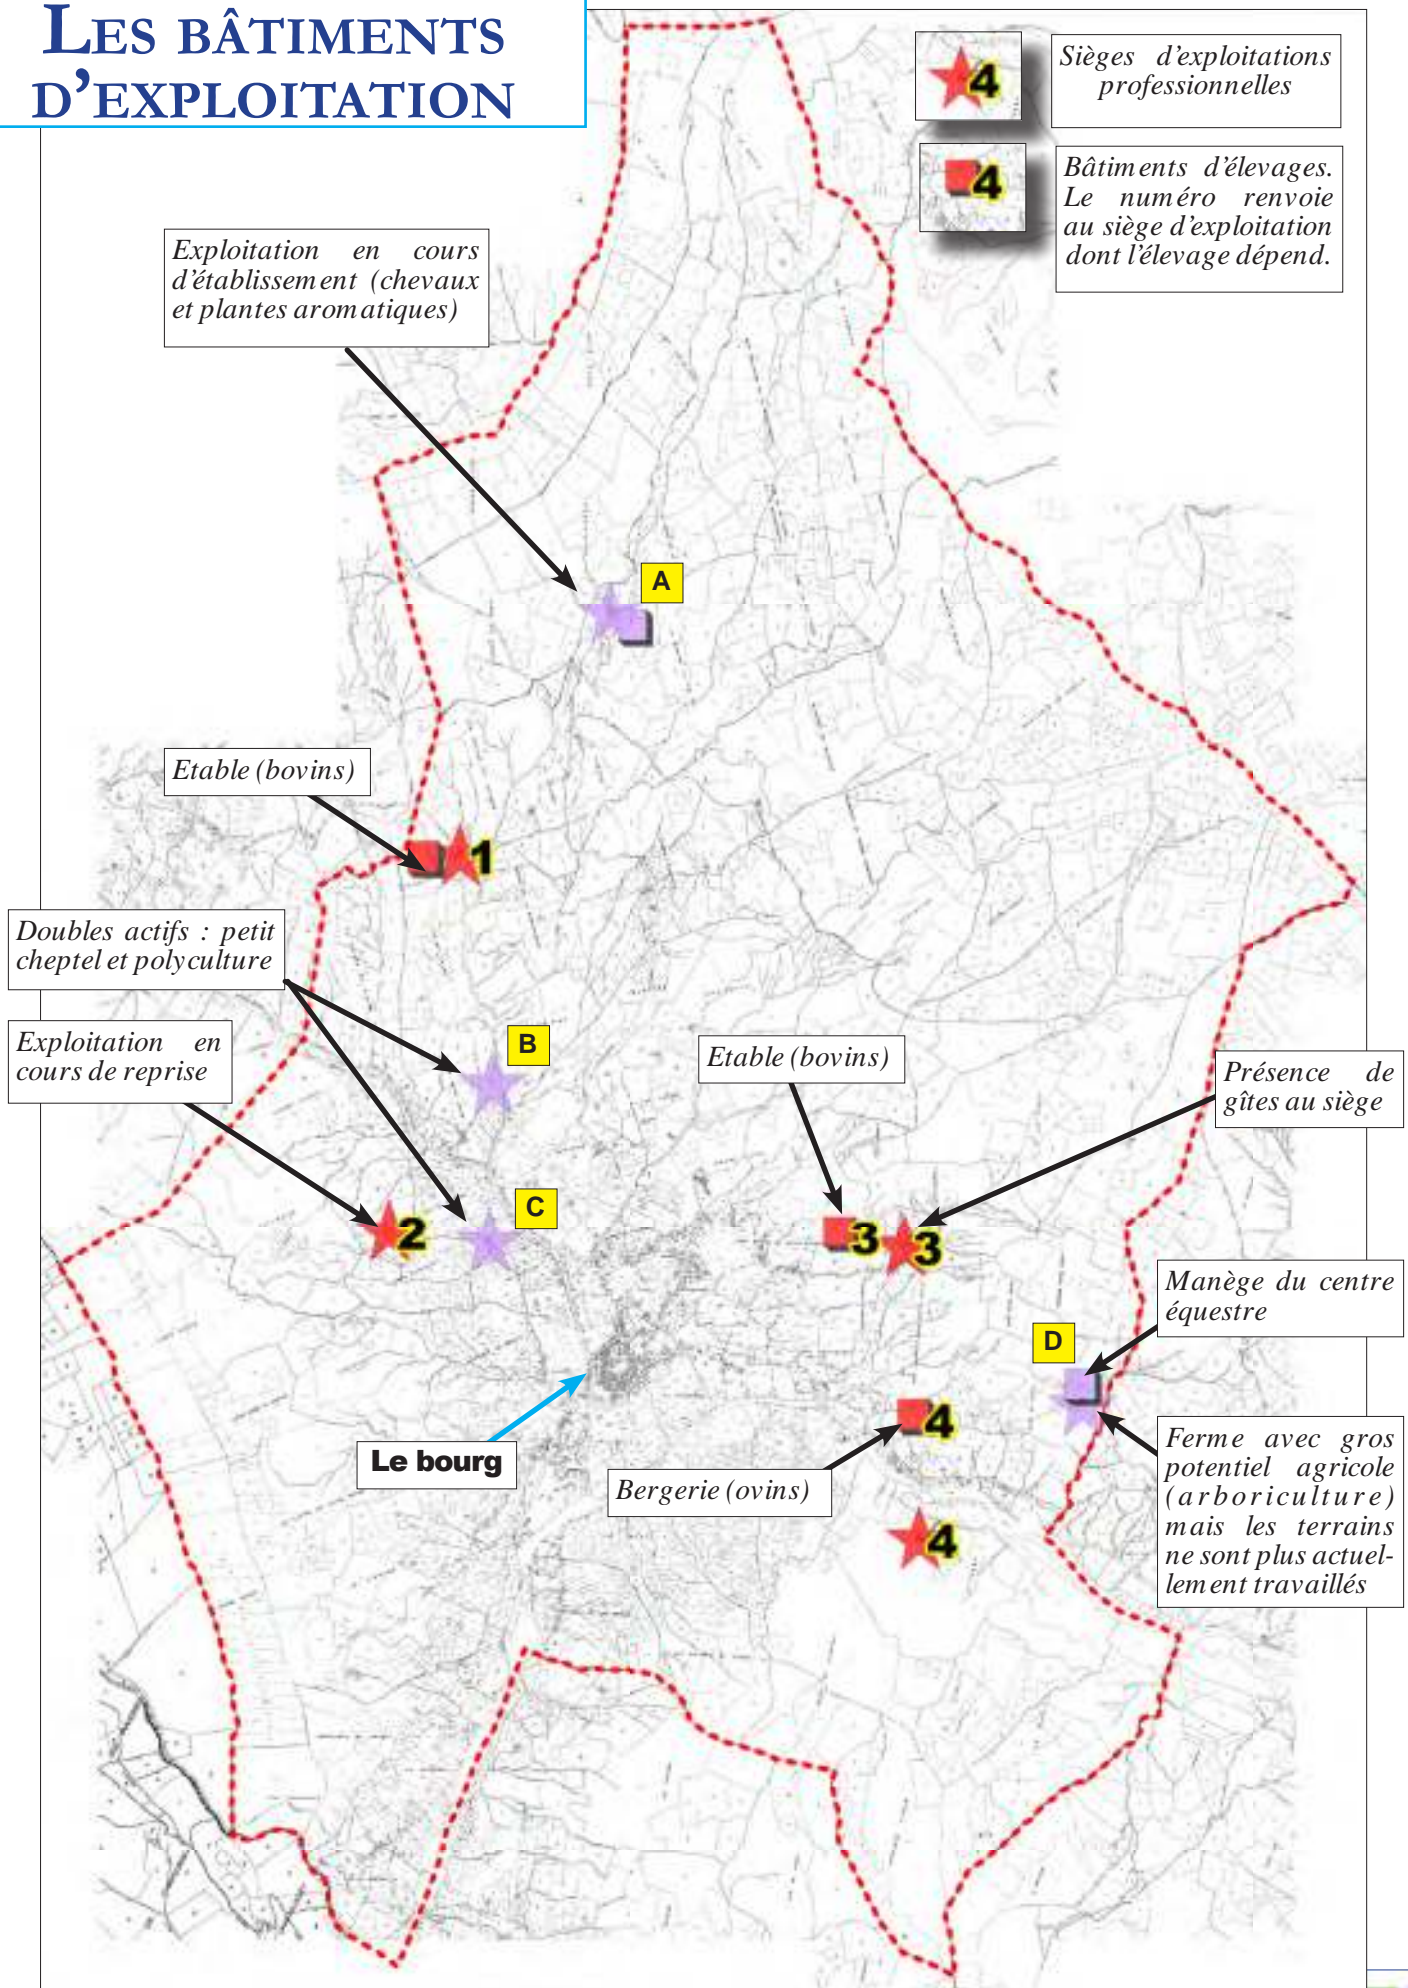 LES BÂTIMENTS
D'EXPLOITATION
4
Sièges d'exploitations
professionnelles
4
Bâtiments d'élevages.
Le numéro renvoie
au siège d'exploitation
dont l'élevage dépend.
Exploitation en cours
d'établissement (chevaux
et plantes aromatiques)
A
Etable (bovins)
1
Doubles actifs : petit
cheptel et polyculture
Exploitation en
cours de reprise
B
Etable (bovins)
Présence de
gîtes au siège
2
C
3
3
Manège du centre
équestre
D
Le bourg
4
Bergerie (ovins)
Ferme avec gros
potentiel agricole
(arboriculture)
mais les terrains
ne sont plus actuel-
lement travaillés
4